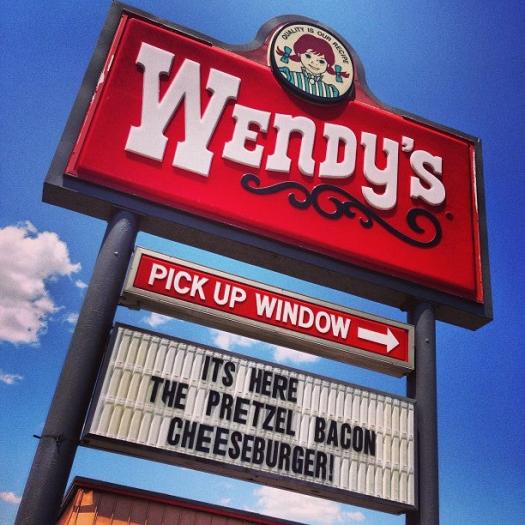 QUALITY IS OUR RECIPE
WENDY'S
PICK UP WINDOW
ITS HERE
THE PRETZEL BACON
CHEESEBURGER!